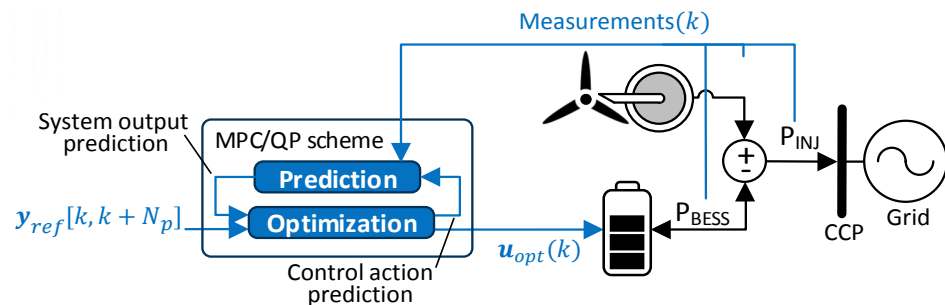 Measurements(k)
System output
prediction
MPC/QP scheme
Prediction
Optimization
y_ref[k, k + N_p]
Control action
prediction
u_opt(k)
P_BESS
+
-
P_INJ
CCP
Grid